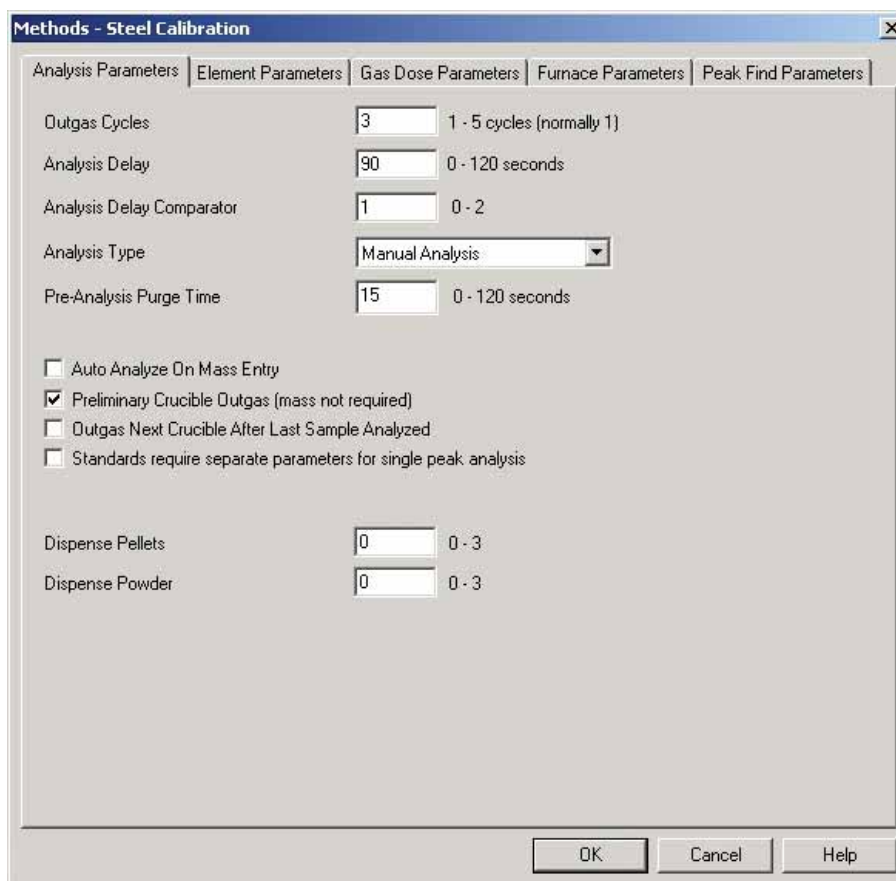 Methods - Steel Calibration
Analysis Parameters Element Parameters Gas Dose Parameters Furnace Parameters Peak Find Parameters
Outgas Cycles 3 1 - 5 cycles (normally 1)
Analysis Delay 90 0 - 120 seconds
Analysis Delay Comparator 1 0 - 2
Analysis Type Manual Analysis
Pre-Analysis Purge Time 15 0 - 120 seconds
Auto Analyze On Mass Entry
Preliminary Crucible Outgas (mass not required)
Outgas Next Crucible After Last Sample Analyzed
Standards require separate parameters for single peak analysis
Dispense Pellets 0 0 - 3
Dispense Powder 0 0 - 3
OK Cancel Help